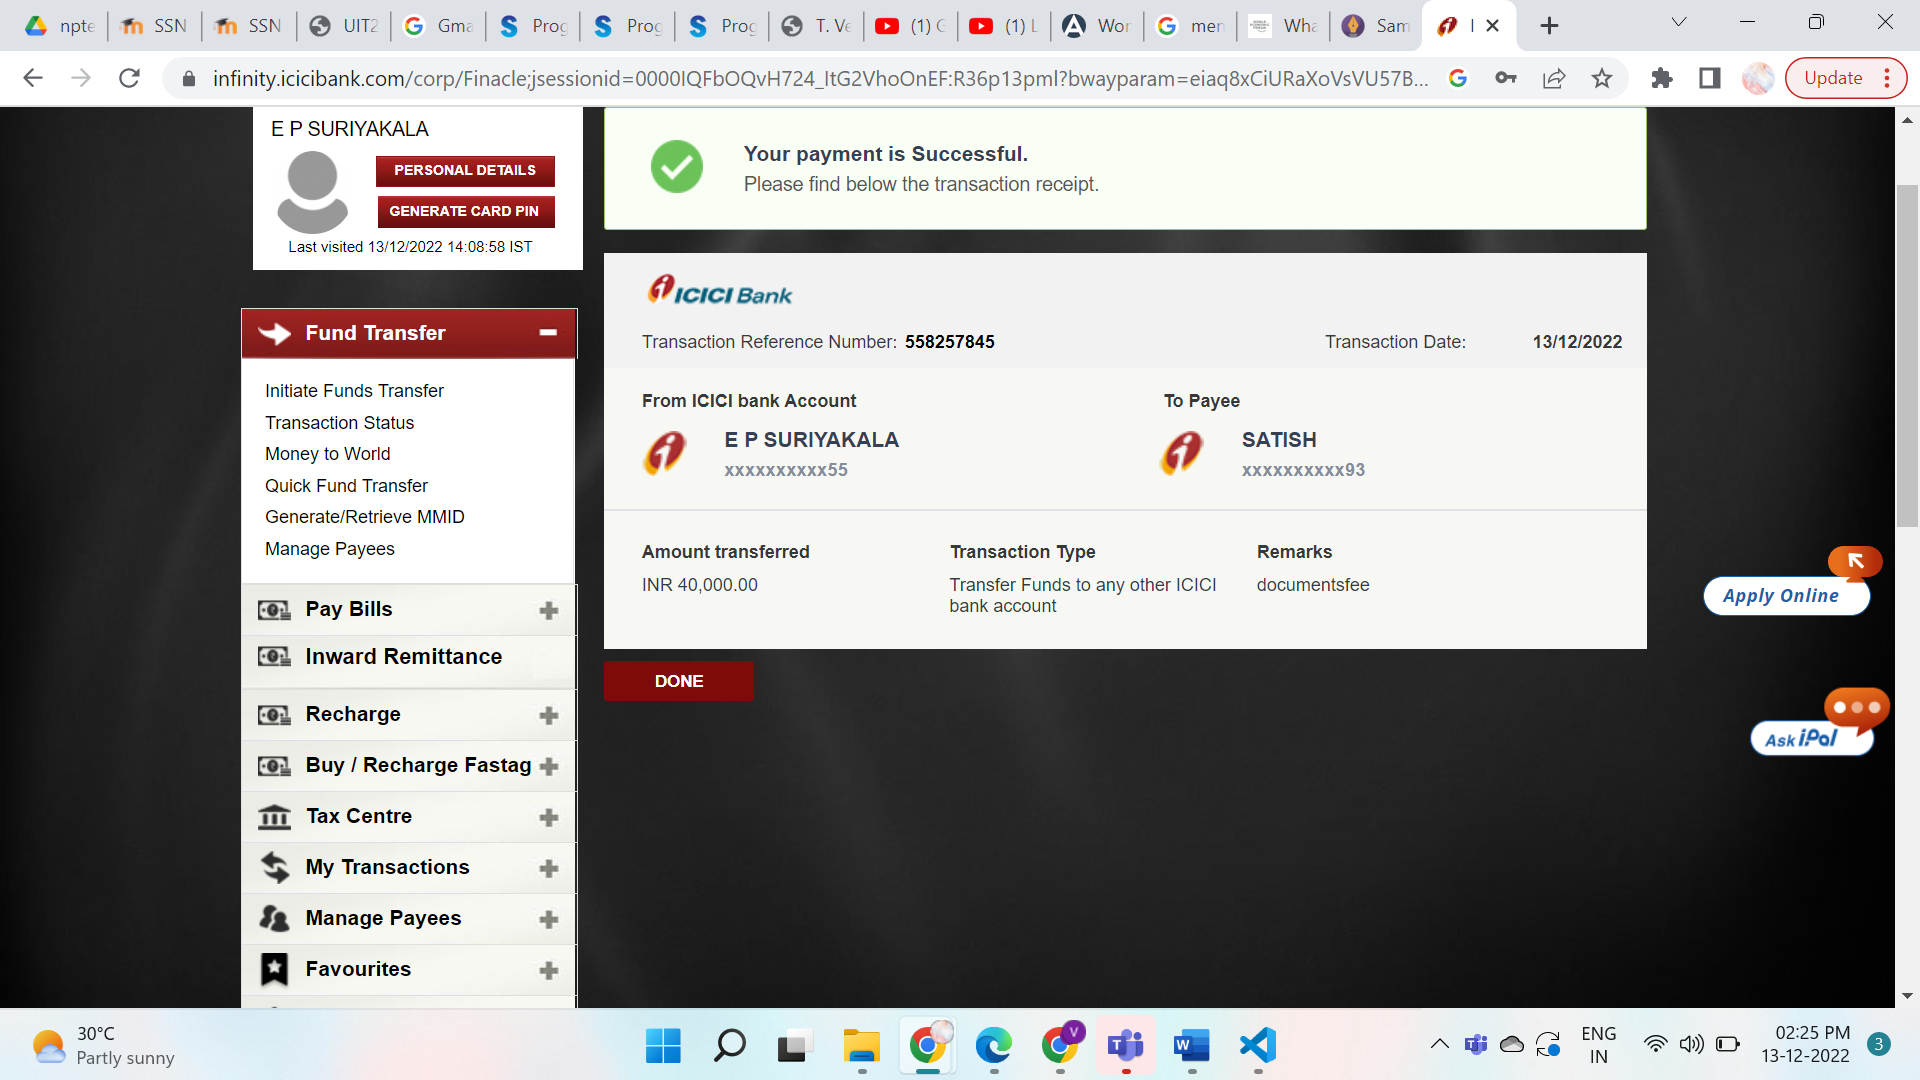 npte
SSN
SSN
UIT2
Gma
Prog
Prog
Prog
T. Ve
(1) C
(1) L
Wor
men
Wha
Sam
I
infinity.icicibank.com/corp/Finacle;jsessionid=0000IQFbOQvH724_ItG2VhoOnEF:R36p13pml?bwayparam=eiaq8xCiURaXoVsVU57B...
Update
E P SURIYAKALA
PERSONAL DETAILS
GENERATE CARD PIN
Last visited 13/12/2022 14:08:58 IST
Fund Transfer
Initiate Funds Transfer
Transaction Status
Money to World
Quick Fund Transfer
Generate/Retrieve MMID
Manage Payees
Pay Bills
Inward Remittance
Recharge
Buy / Recharge Fastag
Tax Centre
My Transactions
Manage Payees
Favourites
Your payment is Successful.
Please find below the transaction receipt.
ICICI Bank
Transaction Reference Number: 558257845
Transaction Date: 13/12/2022
From ICICI bank Account
To Payee
E P SURIYAKALA
SATISH
xxxxxxxxxx55
xxxxxxxxxx93
Amount transferred
Transaction Type
Remarks
INR 40,000.00
Transfer Funds to any other ICICI
bank account
documentsfee
DONE
Apply Online
Ask iPal
30°C
Partly sunny
V
ENG
IN
02:25 PM
13-12-2022
3